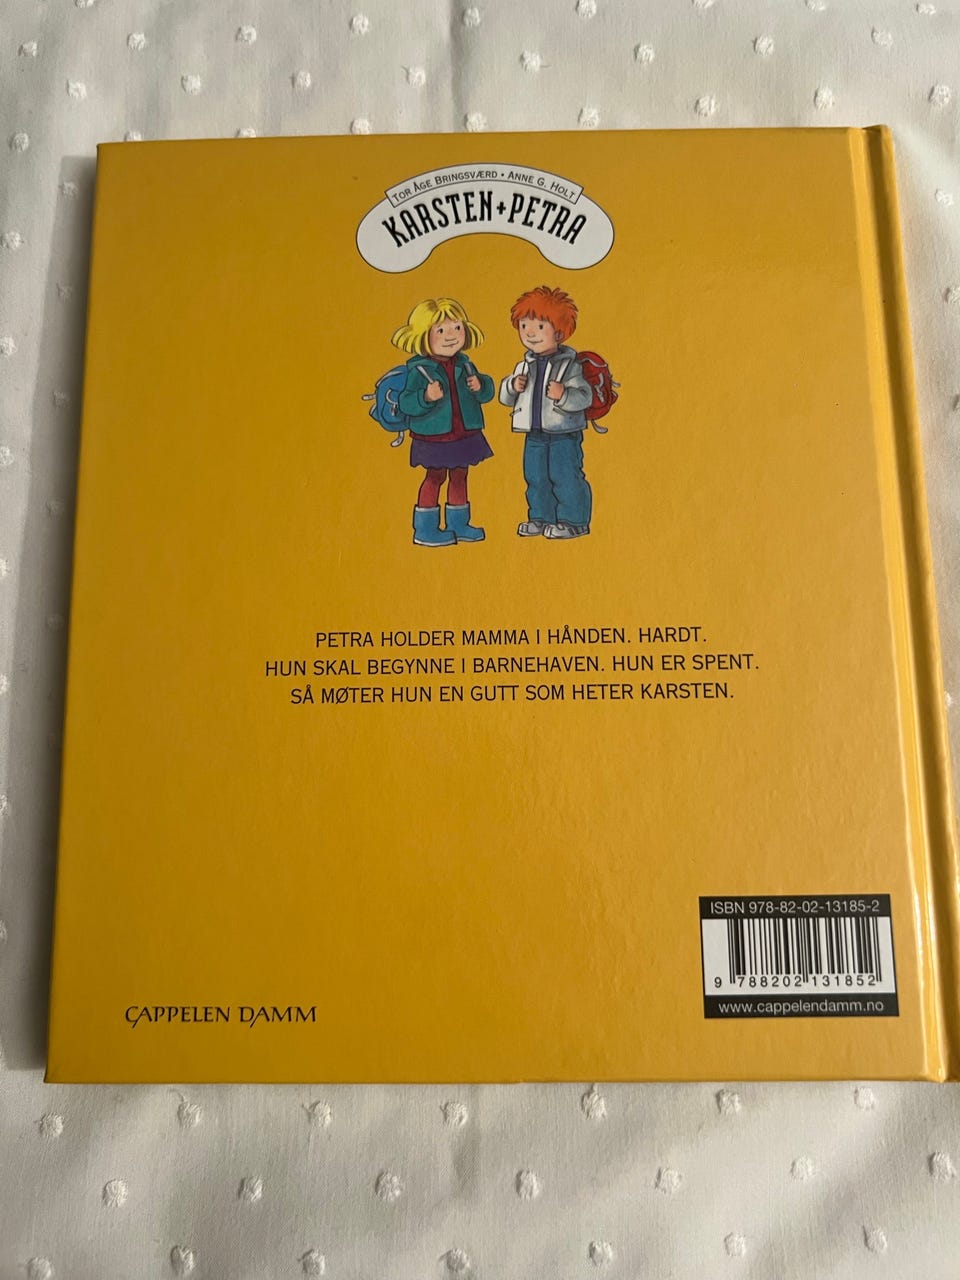 TOR ÅGE BRINGSVÆRD • ANNE G. HOLT
KARSTEN+PETRA
PETRA HOLDER MAMMA I HÅNDEN. HARDT.
HUN SKAL BEGYNNE I BARNEHAVEN. HUN ER SPENT.
SÅ MØTER HUN EN GUTT SOM HETER KARSTEN.
ISBN 978-82-02-13185-2
9 788202 131852
www.cappelendamm.no
CAPPELEN DAMM